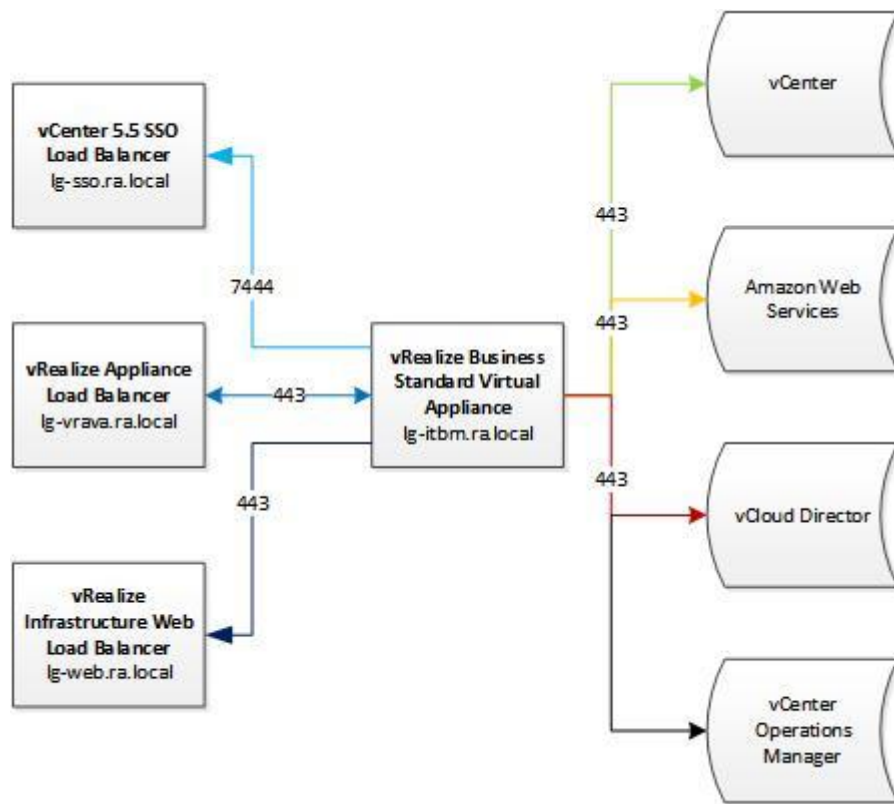 vCenter 5.5 SSO
Load Balancer
lg-sso.ra.local
7444
vRealize Appliance
Load Balancer
lg-vrava.ra.local
443
443
vRealize
Infrastructure Web
Load Balancer
lg-web.ra.local
vRealize Business
Standard Virtual
Appliance
lg-itbm.ra.local
443
443
443
vCenter
Amazon Web
Services
vCloud Director
vCenter
Operations
Manager